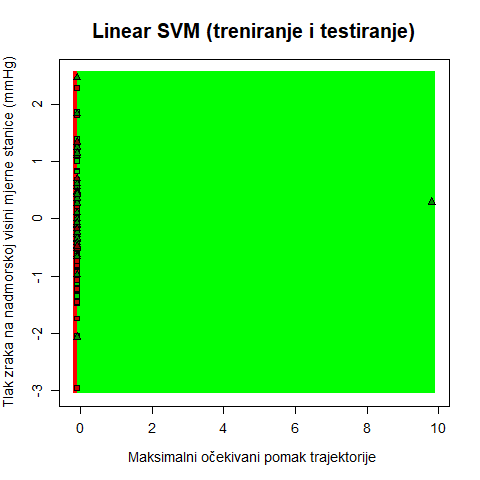 Linear SVM (treniranje i testiranje)
Tlak zraka na nadmorskoj visini mjerne stanice (mmHg)
2
1
0
-1
-2
-3
0 2 4 6 8 10
Maksimalni očekivani pomak trajektorije